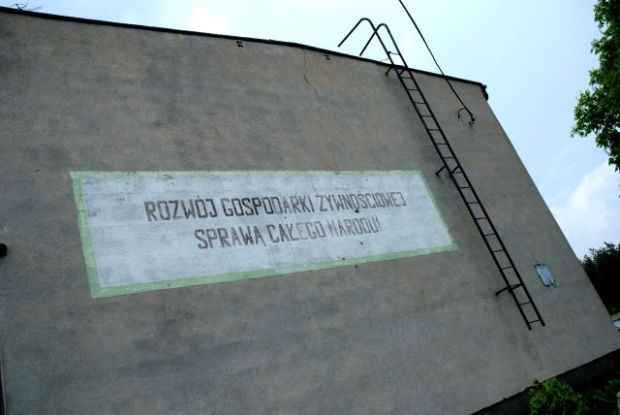 ROZWÓJ GOSPODARKI ŻYWNOŚCIOWEJ
SPRAWĄ CAŁEGO NARODU!